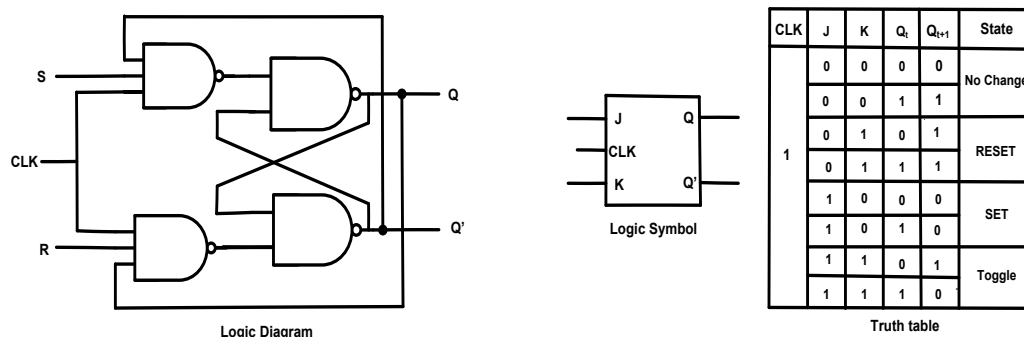 S
CLK
R
Q
Q'
Logic Diagram
J Q
CLK
K Q'
Logic Symbol
CLK J K Qt Qt+1 State
1
0 0 0 0 No Change
0 0 1 1
0 1 0 1 RESET
0 1 1 1
1 0 0 0 SET
1 0 1 0
1 1 0 1 Toggle
1 1 1 0
Truth table